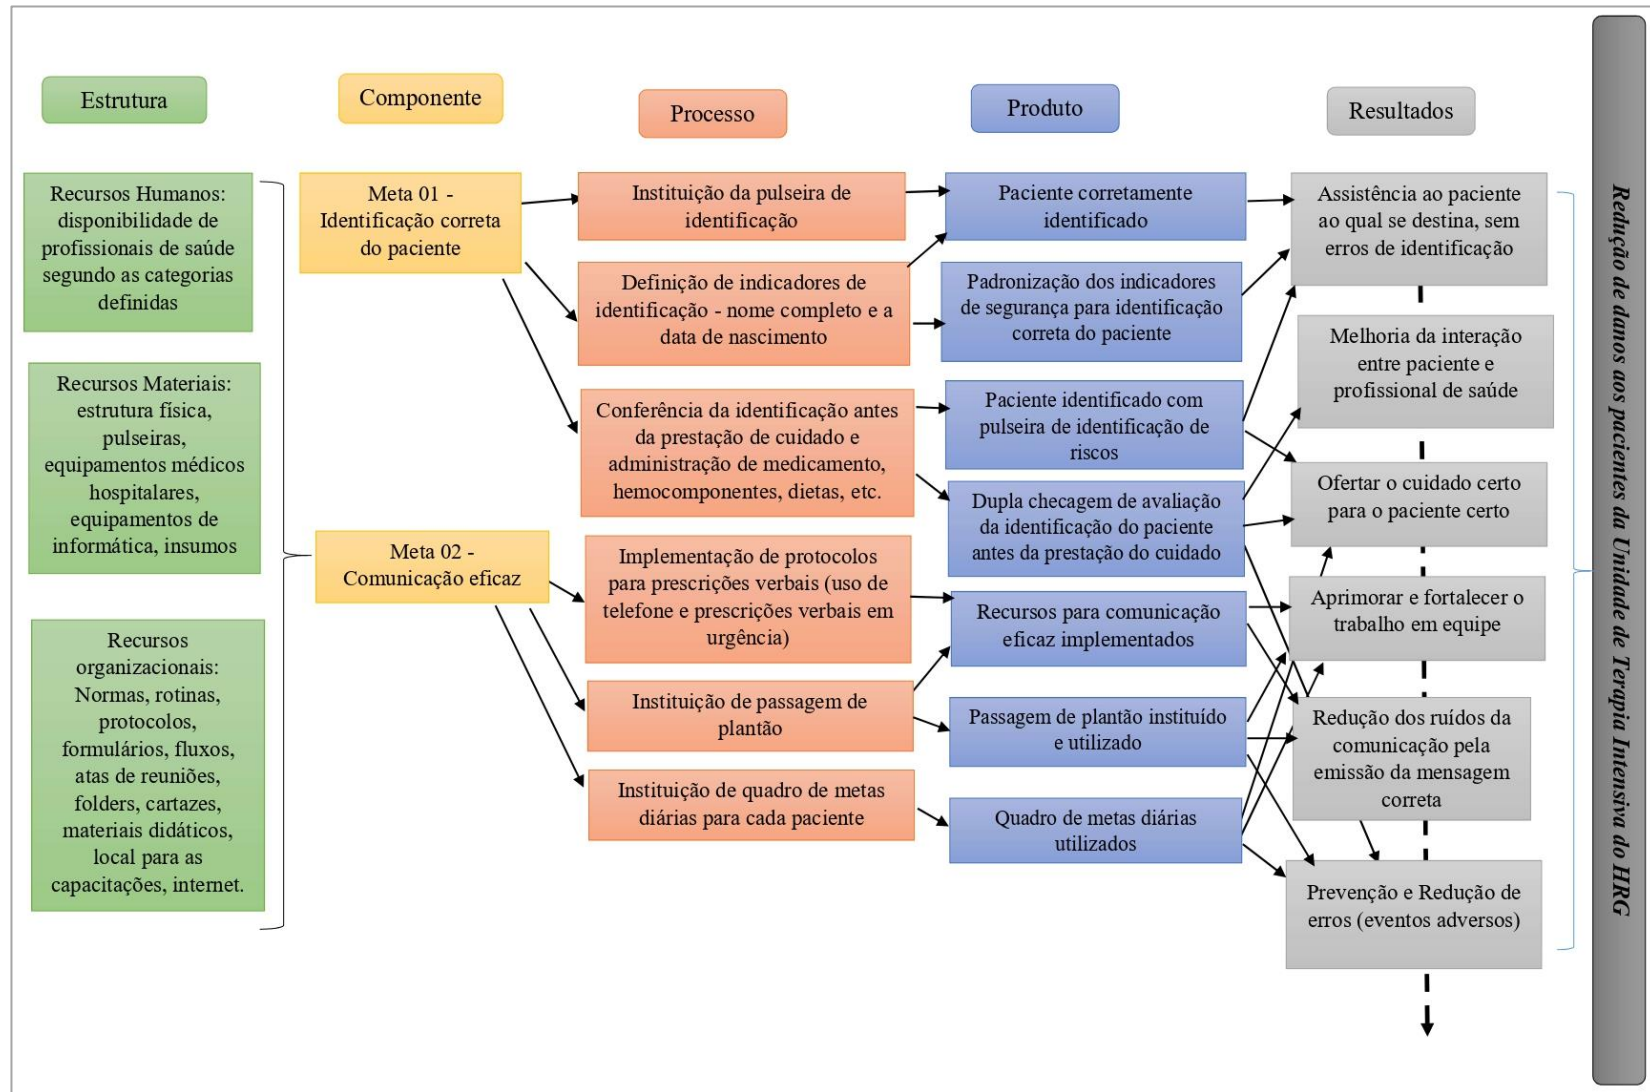 Estrutura
Componente
Processo
Produto
Resultados
Recursos Humanos:
disponibilidade de
profissionais de saúde
segundo as categorias
definidas
Recursos Materiais:
estrutura física,
pulseiras,
equipamentos médicos
hospitalares,
equipamentos de
informática, insumos
Recursos
organizacionais:
Normas, rotinas,
protocolos,
formulários, fluxos,
atas de reuniões,
folders, cartazes,
materiais didáticos,
local para as
capacitações, internet.
Meta 01 -
Identificação correta
do paciente
Meta 02 -
Comunicação eficaz
Instituição da pulseira de
identificação
Definição de indicadores de
identificação - nome completo e a
data de nascimento
Conferência da identificação antes
da prestação de cuidado e
administração de medicamento,
hemocomponentes, dietas, etc.
Implementação de protocolos
para prescrições verbais (uso de
telefone e prescrições verbais em
urgência)
Instituição de passagem de
plantão
Instituição de quadro de metas
diárias para cada paciente
Paciente corretamente
identificado
Padronização dos indicadores
de segurança para identificação
correta do paciente
Paciente identificado com
pulseira de identificação de
riscos
Dupla checagem de avaliação
da identificação do paciente
antes da prestação do cuidado
Recursos para comunicação
eficaz implementados
Passagem de plantão instituído
e utilizado
Quadro de metas diárias
utilizados
Assistência ao paciente
ao qual se destina, sem
erros de identificação
Melhoria da interação
entre paciente e
profissional de saúde
Ofertar o cuidado certo
para o paciente certo
Aprimorar e fortalecer o
trabalho em equipe
Redução dos ruídos da
comunicação pela
emissão da mensagem
correta
Prevenção e Redução de
erros (eventos adversos)
Redução de danos aos pacientes da Unidade de Terapia Intensiva do HRG